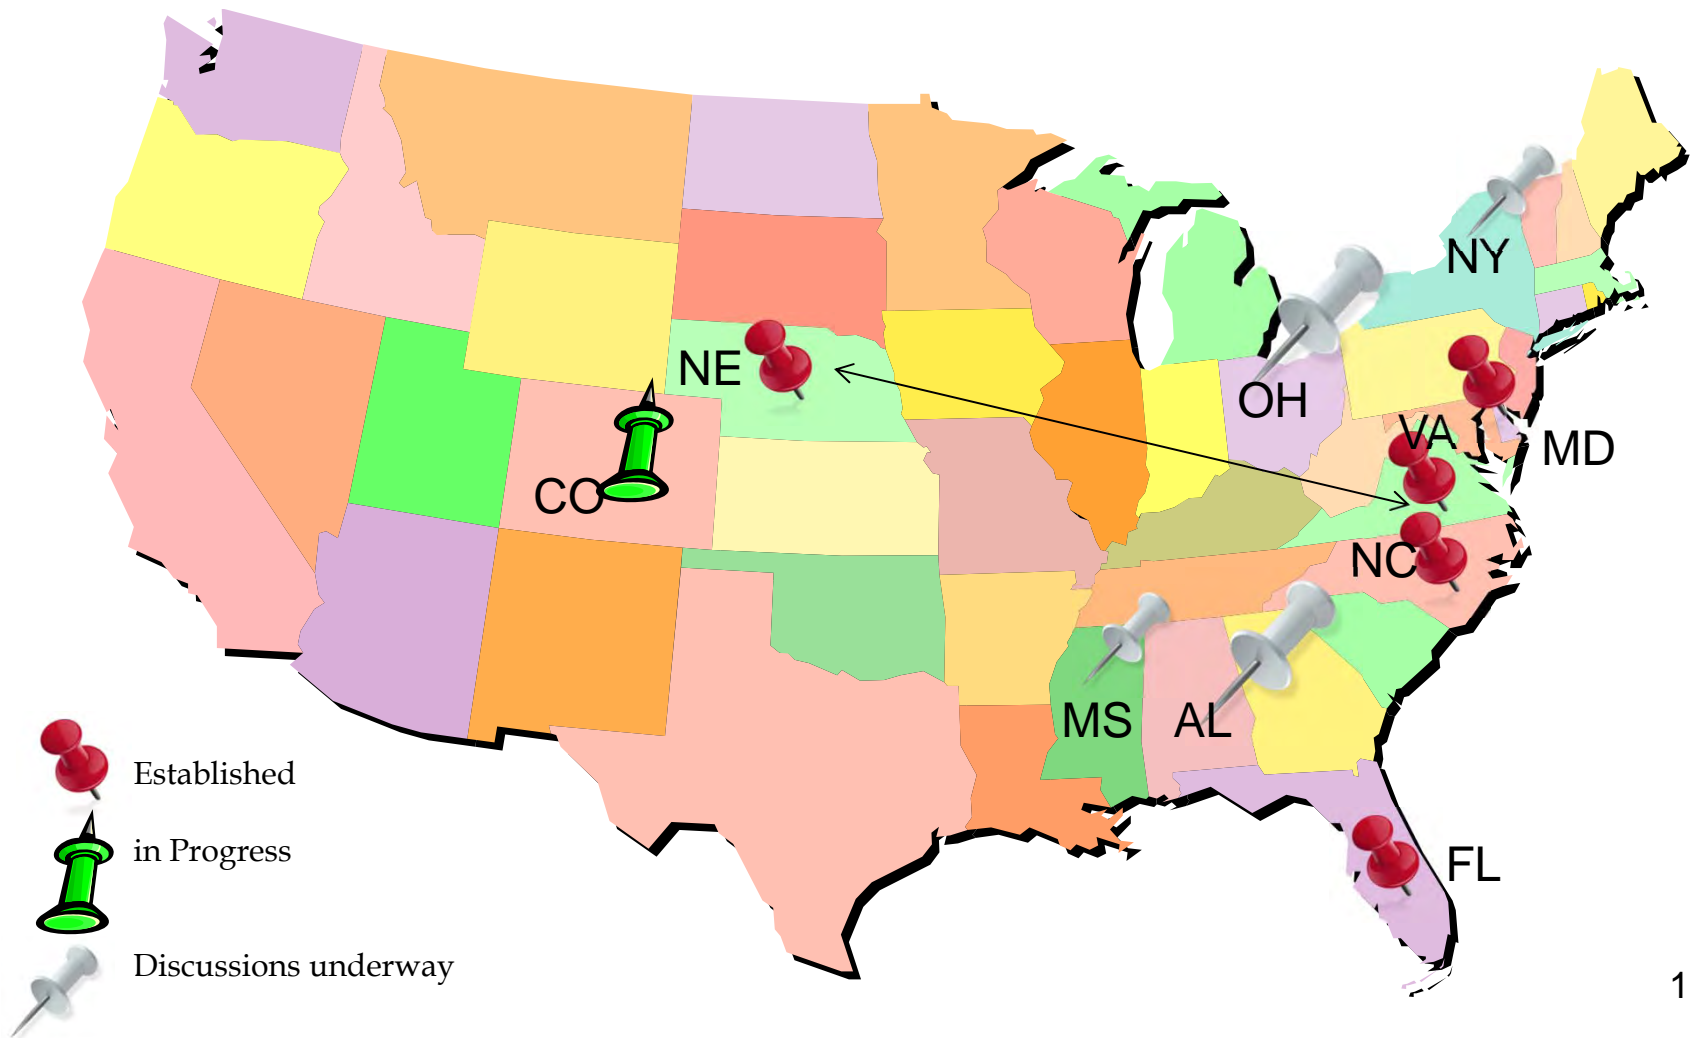 NY
NE
OH
VA
MD
CO
NC
MS
AL
Established
in Progress
FL
Discussions underway
1